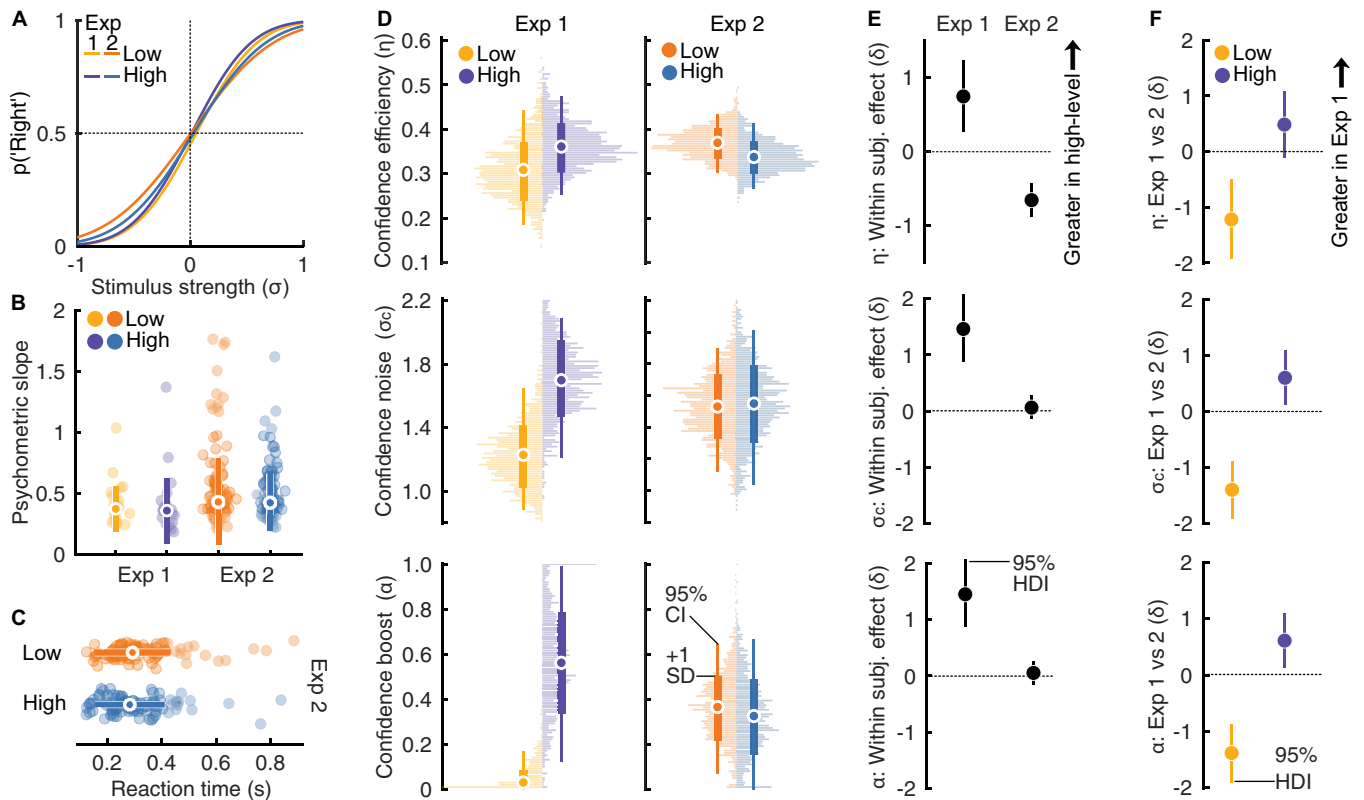 A
Exp
1 2
Low
High
1
0.5
0
p('Right')
-1
0
1
Stimulus strength (σ)
B
2
1.5
1
0.5
0
Psychometric slope
Low
High
Exp 1
Exp 2
C
Low
High
Exp 2
0.2
0.4
0.6
0.8
Reaction time (s)
D
Exp 1
Exp 2
Low
High
Low
High
0.6
0.5
0.4
0.3
0.2
0.1
Confidence efficiency (η)
2.2
1.8
1.4
1.0
Confidence noise (σc)
1.0
0.8
0.6
0.4
0.2
0
Confidence boost (α)
95%
CI
+1
SD
E
Exp 1
Exp 2
1
0
-1
η: Within subj. effect (δ)
Greater in high-level
2
1
0
-1
-2
σc: Within subj. effect (δ)
2
1
0
-1
-2
α: Within subj. effect (δ)
95%
HDI
F
Low
High
2
1
0
-1
-2
η: Exp 1 vs 2 (δ)
Greater in Exp 1
2
1
0
-1
-2
σc: Exp 1 vs 2 (δ)
2
1
0
-1
-2
α: Exp 1 vs 2 (δ)
95%
HDI